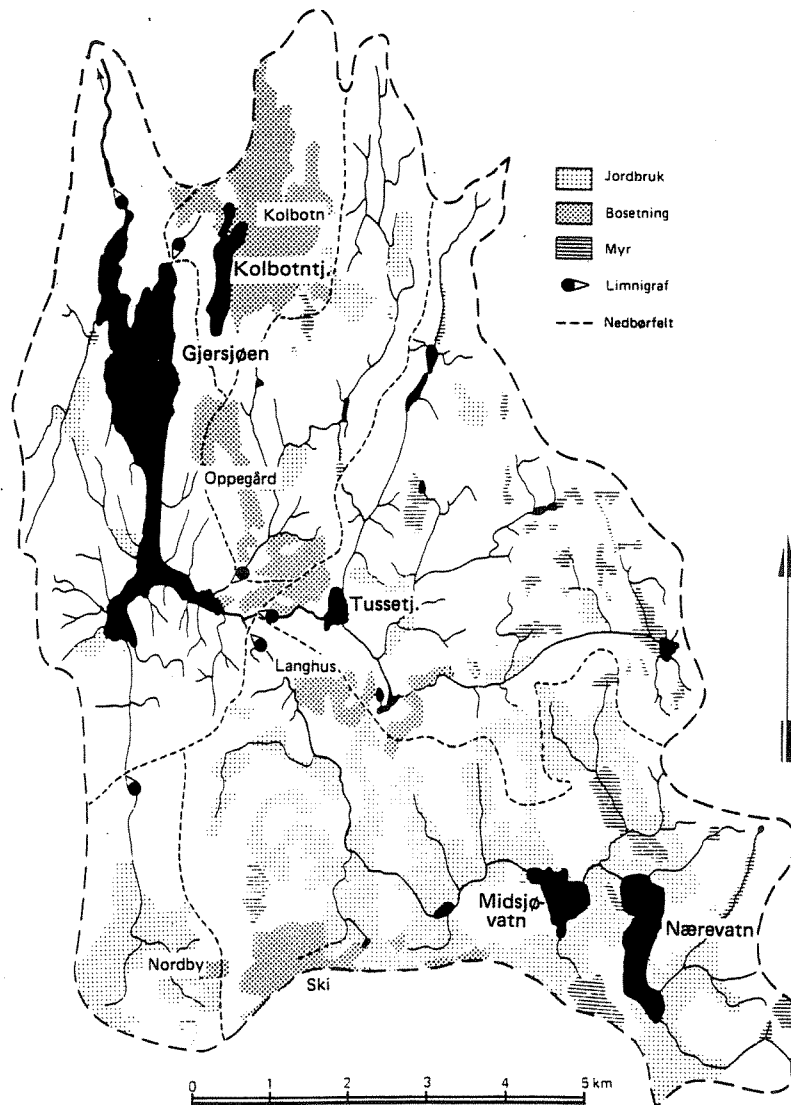 Jordbruk
Bosetning
Myr
Limnigraf
Nedbørfelt
Kolbotn
Kolbotntj.
Gjersjøen
Oppegård
Tussetj.
Langhus
Midsjø-
vatn
Nærevatn
Nordby
Ski
0 1 2 3 4 5 km